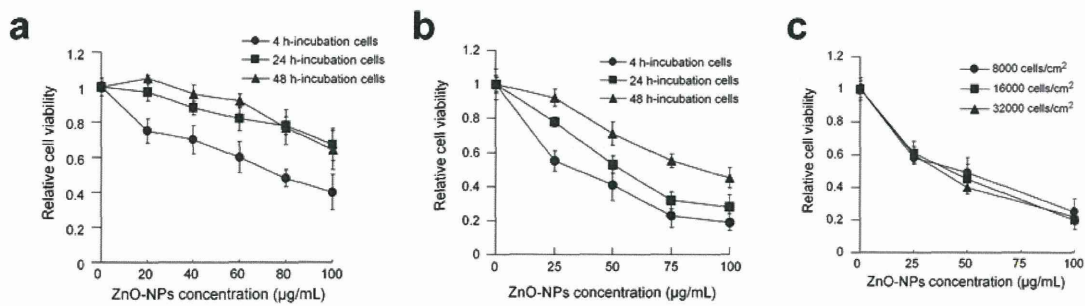 a
1.2
1
0.8
0.6
0.4
0.2
0
Relative cell viability
4 h-incubation cells
24 h-incubation cells
48 h-incubation cells
0 20 40 60 80 100
ZnO-NPs concentration (µg/mL)
b
1.2
1
0.8
0.6
0.4
0.2
0
Relative cell viability
4 h-incubation cells
24 h-incubation cells
48 h-incubation cells
0 25 50 75 100
ZnO-NPs concentration (µg/mL)
c
1.2
1
0.8
0.6
0.4
0.2
0
Relative cell viability
8000 cells/cm²
16000 cells/cm²
32000 cells/cm²
0 25 50 75 100
ZnO-NPs concentration (µg/mL)